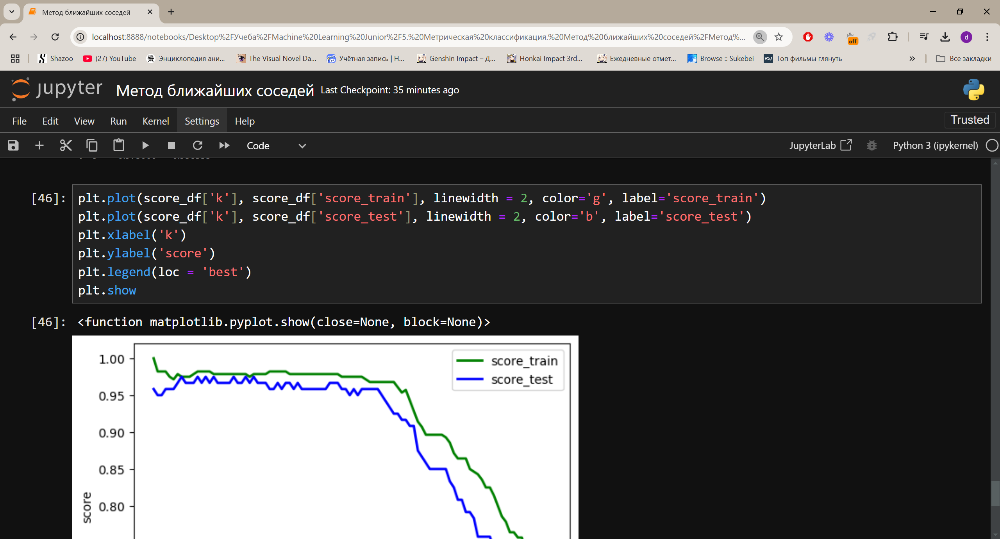 Метод ближайших соседей
localhost:8888/notebooks/Desktop%2FУчеба%2FMachine%20Learning%20Junior%2F5.%20Метрическая%20классификация.%20Метод%20ближайших%20соседей%2FМетод%...
off
d
Shazoo
(27) YouTube
Энциклопедия ани...
The Visual Novel Da...
Учётная запись | H...
Genshin Impact – Д...
Honkai Impact 3rd...
Ежедневные отмет...
Browse :: Sukebei
Топ фильмы глянуть
Все закладки
jupyter Метод ближайших соседей Last Checkpoint: 35 minutes ago
File Edit View Run Kernel Settings Help Trusted
Code JupyterLab Python 3 (ipykernel)
[46]: plt.plot(score_df['k'], score_df['score_train'], linewidth = 2, color='g', label='score_train')
plt.plot(score_df['k'], score_df['score_test'], linewidth = 2, color='b', label='score_test')
plt.xlabel('k')
plt.ylabel('score')
plt.legend(loc = 'best')
plt.show
[46]: <function matplotlib.pyplot.show(close=None, block=None)>
score_train
score_test
1.00
0.95
0.90
0.85
0.80
score